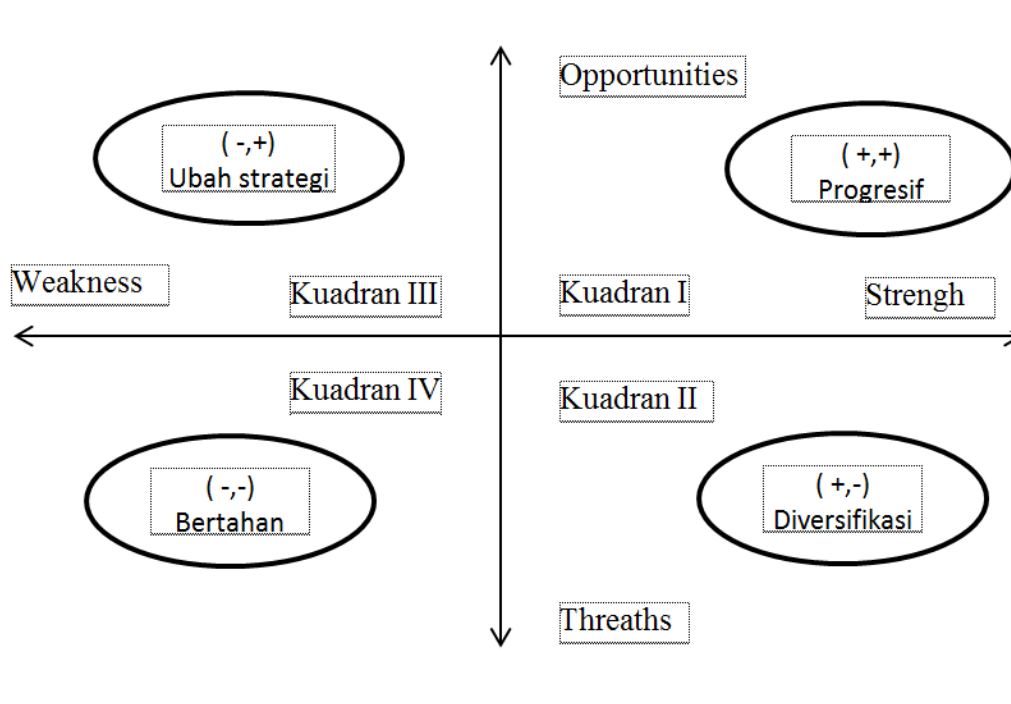 Opportunities
( -,+)
Ubah strategi
( +,+)
Progresif
Weakness
Kuadran III
Kuadran I
Strengh
Kuadran IV
Kuadran II
( -,-)
Bertahan
( +,-)
Diversifikasi
Threaths